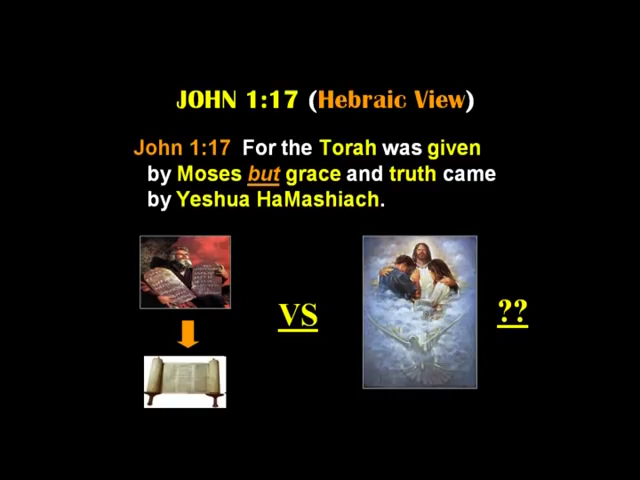 JOHN 1:17 (Hebraic View)
John 1:17 For the Torah was given
by Moses but grace and truth came
by Yeshua HaMashiach.
VS
??